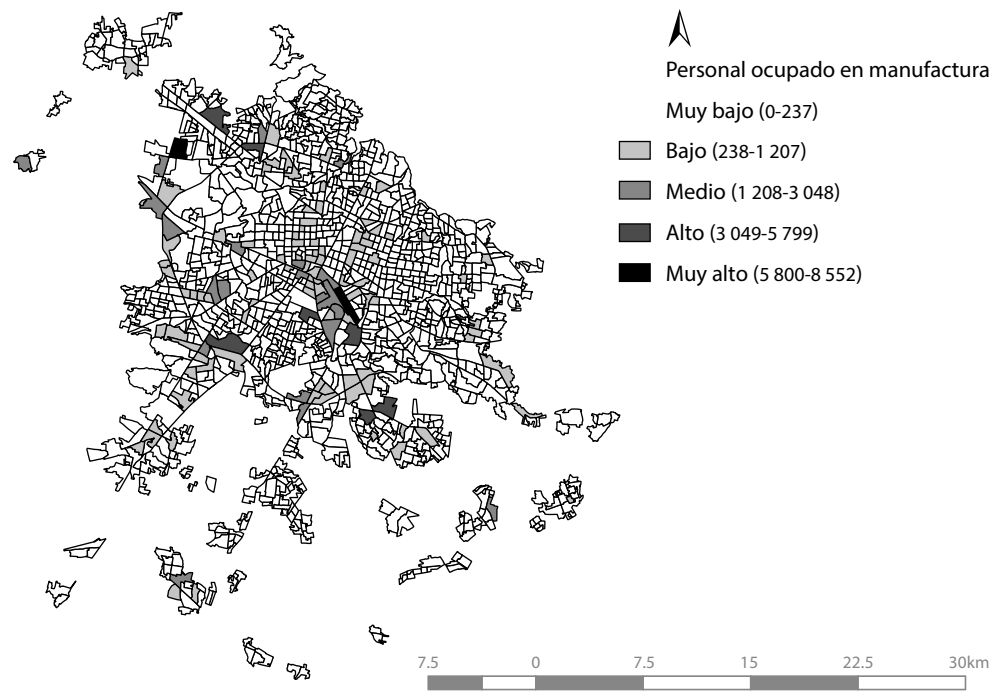 Personal ocupado en manufactura
Muy bajo (0-237)
Bajo (238-1 207)
Medio (1 208-3 048)
Alto (3 049-5 799)
Muy alto (5 800-8 552)
7.5 0 7.5 15 22.5 30km